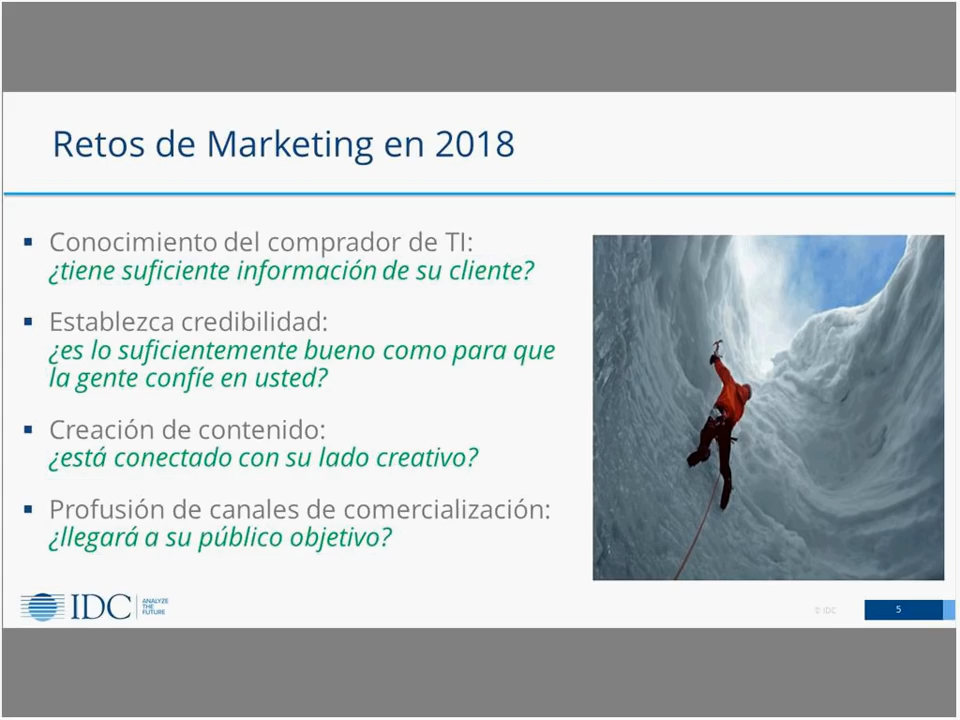 Retos de Marketing en 2018
▪ Conocimiento del comprador de TI:
¿tiene suficiente información de su cliente?
▪ Establezca credibilidad:
¿es lo suficientemente bueno como para que
la gente confíe en usted?
▪ Creación de contenido:
¿está conectado con su lado creativo?
▪ Profusión de canales de comercialización:
¿llegará a su público objetivo?
IDC
ANALYZE
THE
FUTURE
© IDC
5